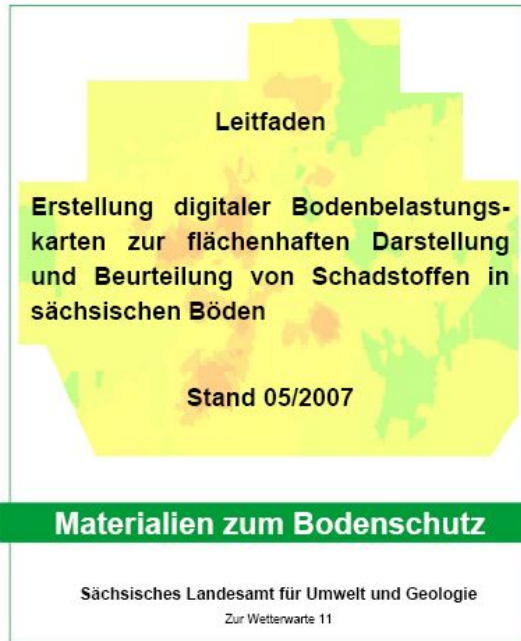 Leitfaden
Erstellung digitaler Bodenbelastungs-
karten zur flächenhaften Darstellung
und Beurteilung von Schadstoffen in
sächsischen Böden
Stand 05/2007
Materialien zum Bodenschutz
Sächsisches Landesamt für Umwelt und Geologie
Zur Wetterwarte 11